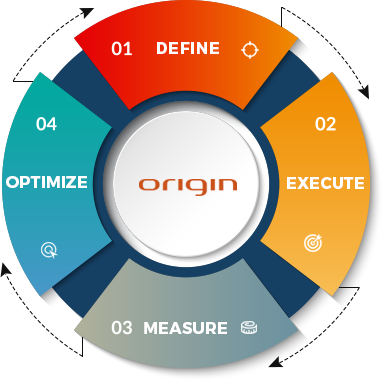 01 DEFINE
02
EXECUTE
03 MEASURE
04
OPTIMIZE
origin